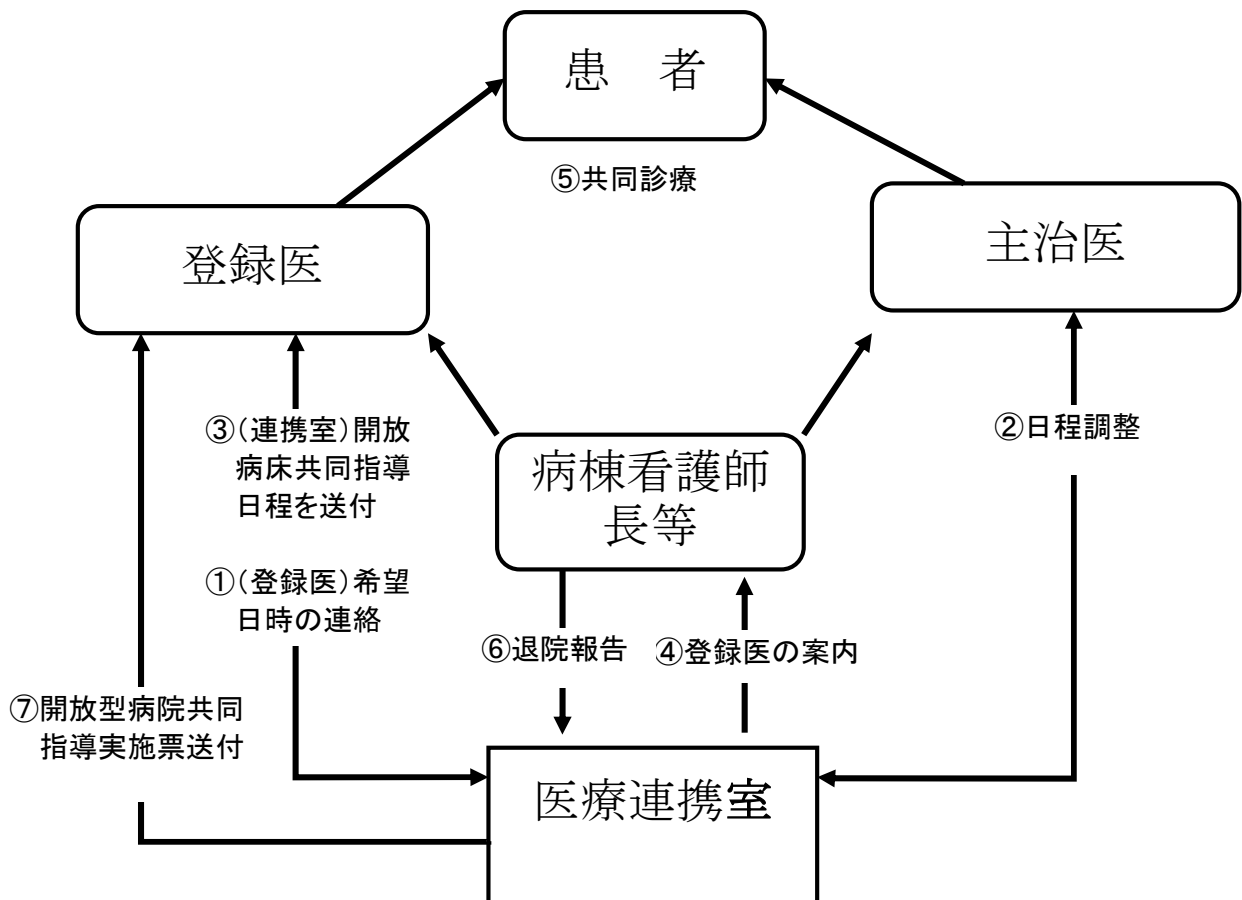 患　者
⑤共同診療
登録医
主治医
③（連携室）開放
病床共同指導
日程を送付
②日程調整
病棟看護師
長等
①（登録医）希望
日時の連絡
⑥退院報告
④登録医の案内
⑦開放型病院共同
指導実施票送付
医療連携室